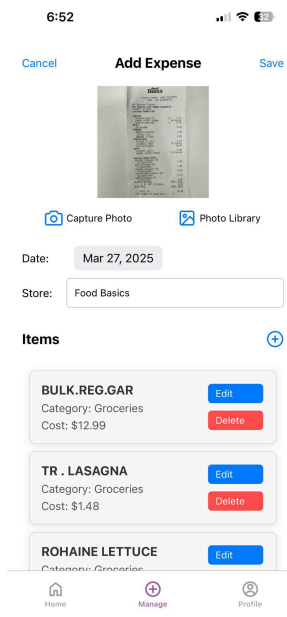 6:52
32
Cancel
Add Expense
Save
Basics
Capture Photo
Photo Library
Date:
Mar 27, 2025
Store:
Food Basics
Items
BULK.REG.GAR
Edit
Category: Groceries
Delete
Cost: $12.99
TR . LASAGNA
Edit
Category: Groceries
Delete
Cost: $1.48
ROHAINE LETTUCE
Edit
Category: Groceries
Home
Manage
Profile